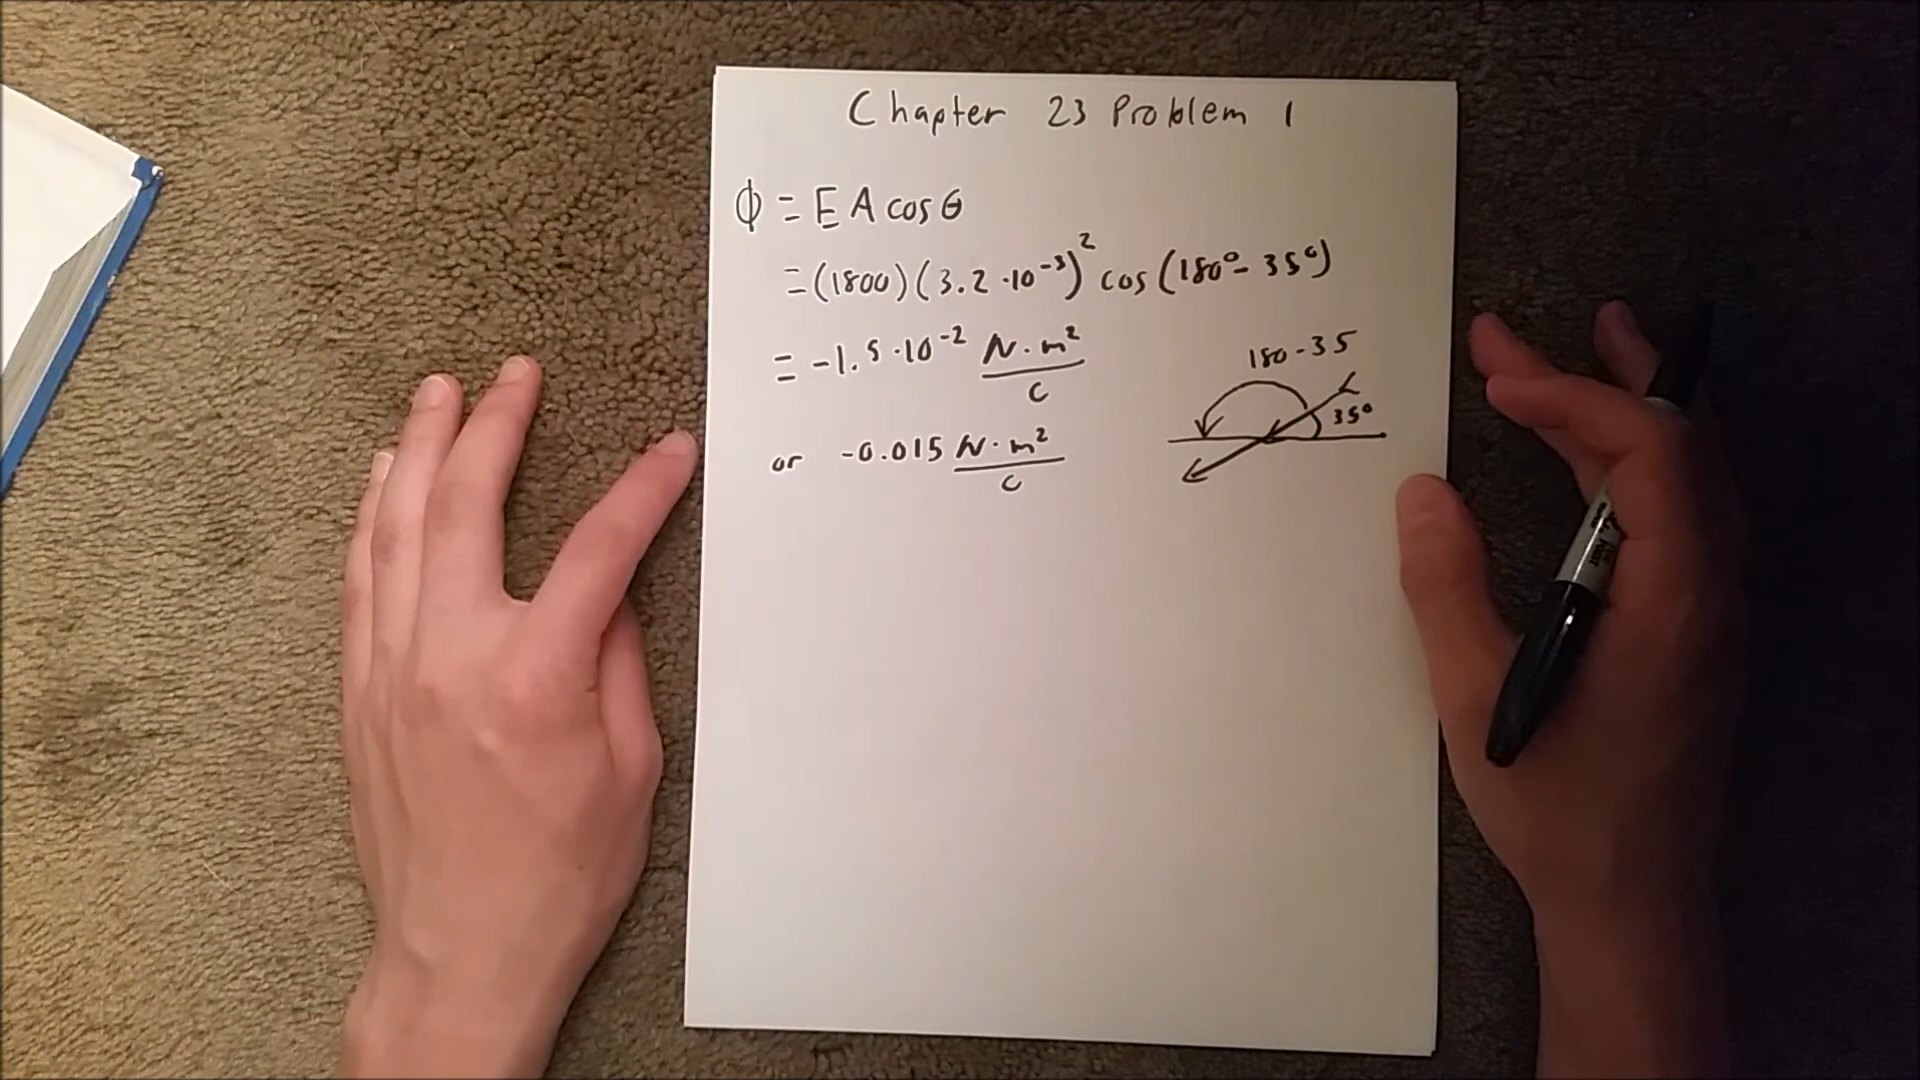 Chapter 23 Problem 1
Φ = E A cos θ
= (1800)(3.2 · 10⁻³)² cos (180° - 35°)
= -1.5 · 10⁻² N · m² / C
180 - 35
35°
or -0.015 N · m² / C